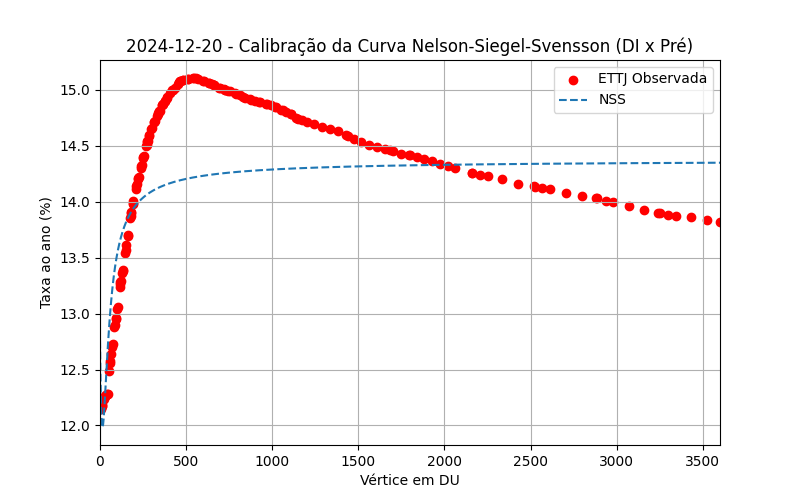 2024-12-20 - Calibração da Curva Nelson-Siegel-Svensson (DI x Pré)
ETTJ Observada
NSS
Taxa ao ano (%)
15.0
14.5
14.0
13.5
13.0
12.5
12.0
0 500 1000 1500 2000 2500 3000 3500
Vértice em DU